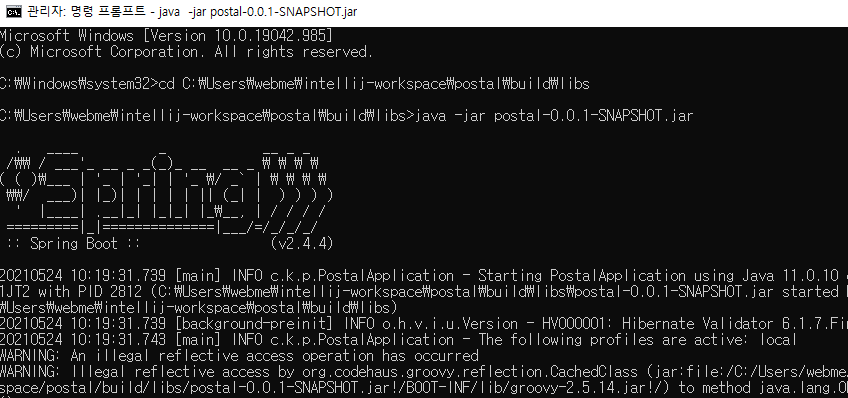 관리자: 명령 프롬프트 - java  -jar postal-0.0.1-SNAPSHOT.jar
Microsoft Windows [Version 10.0.19042.985]
(c) Microsoft Corporation. All rights reserved.
C:₩Windows₩system32>cd C:₩Users₩webme₩intellij-workspace₩postal₩build₩libs
C:₩Users₩webme₩intellij-workspace₩postal₩build₩libs>java -jar postal-0.0.1-SNAPSHOT.jar
Spring
:: Spring Boot ::                (v2.4.4)
20210524 10:19:31.739 [main] INFO c.k.p.PostalApplication - Starting PostalApplication using Java 11.0.10
1JT2 with PID 2812 (C:₩Users₩webme₩intellij-workspace₩postal₩build₩libs₩postal-0.0.1-SNAPSHOT.jar started
₩Users₩webme₩intellij-workspace₩postal₩build₩libs)
20210524 10:19:31.739 [background-preinit] INFO o.h.v.i.u.Version - HV000001: Hibernate Validator 6.1.7.Fin
20210524 10:19:31.743 [main] INFO c.k.p.PostalApplication - The following profiles are active: local
WARNING: An illegal reflective access operation has occurred
WARNING: Illegal reflective access by org.codehaus.groovy.reflection.CachedClass (jar:file:/C:/Users/webme/
space/postal/build/libs/postal-0.0.1-SNAPSHOT.jar!/BOOT-INF/lib/groovy-2.5.14.jar!/) to method java.lang.Ob